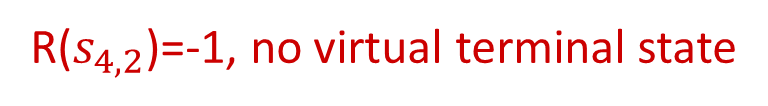 R(s₄,₂)=-1, no virtual terminal state